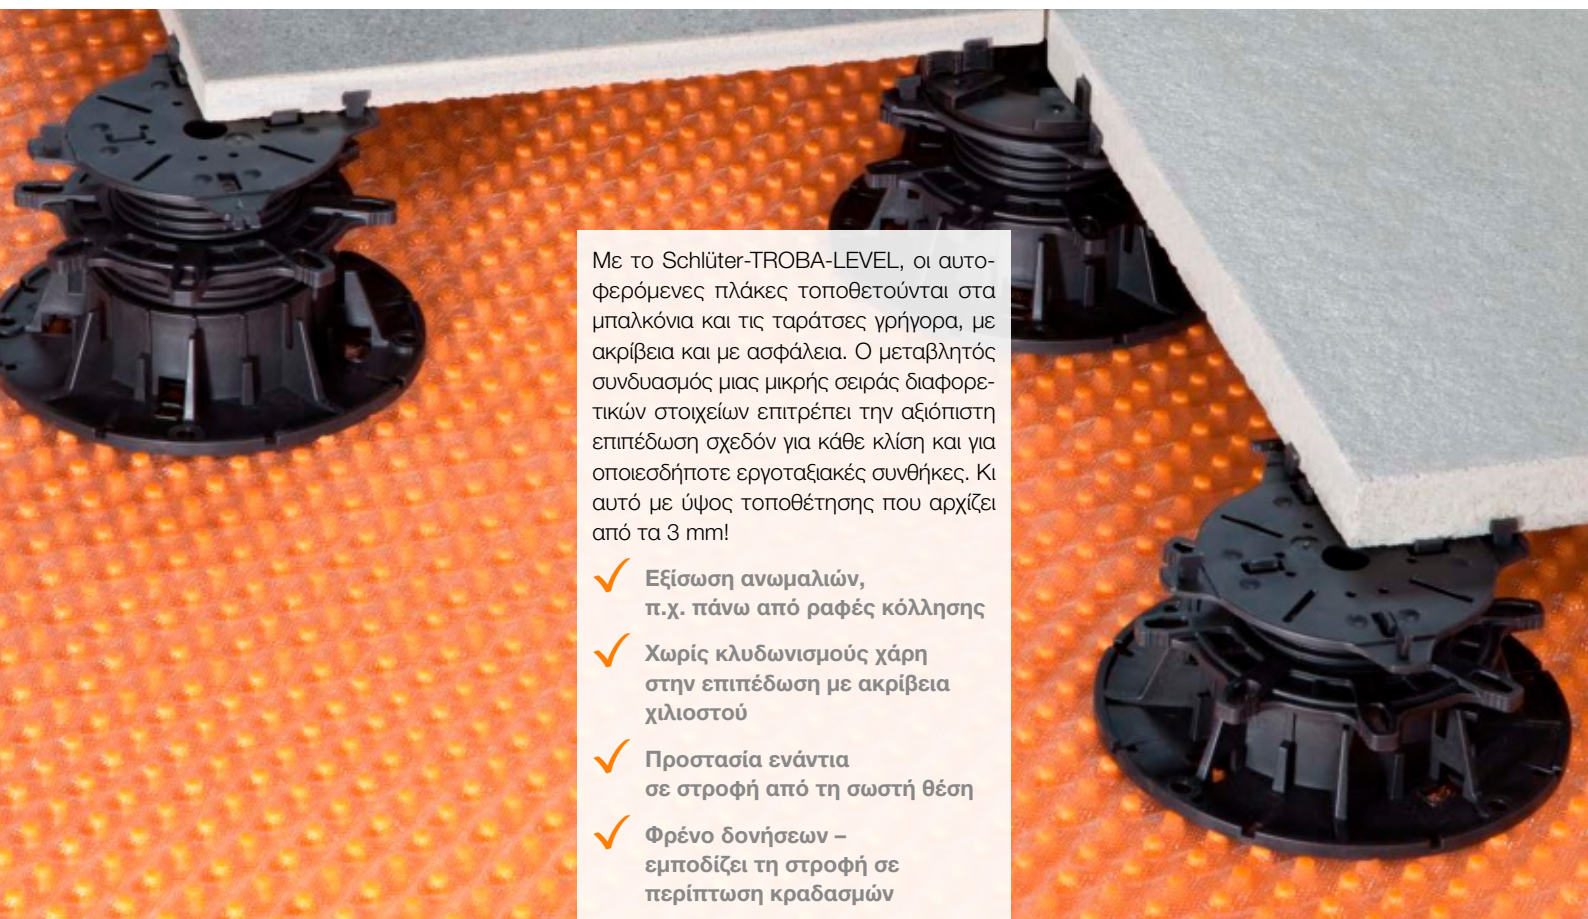 Με το Schlüter-TROBA-LEVEL, οι αυτο-
φερόμενες πλάκες τοποθετούνται στα
μπαλκόνια και τις ταράτσες γρήγορα, με
ακρίβεια και με ασφάλεια. Ο μεταβλητός
συνδυασμός μιας μικρής σειράς διαφορε-
τικών στοιχείων επιτρέπει την αξιόπιστη
επιπέδωση σχεδόν για κάθε κλίση και για
οποιεσδήποτε εργοταξιακές συνθήκες. Κι
αυτό με ύψος τοποθέτησης που αρχίζει
από τα 3 mm!
Εξίσωση ανωμαλιών,
π.χ. πάνω από ραφές κόλλησης
Χωρίς κλυδωνισμούς χάρη
στην επιπέδωση με ακρίβεια
χιλιοστού
Προστασία ενάντια
σε στροφή από τη σωστή θέση
Φρένο δονήσεων –
εμποδίζει τη στροφή σε
περίπτωση κραδασμών